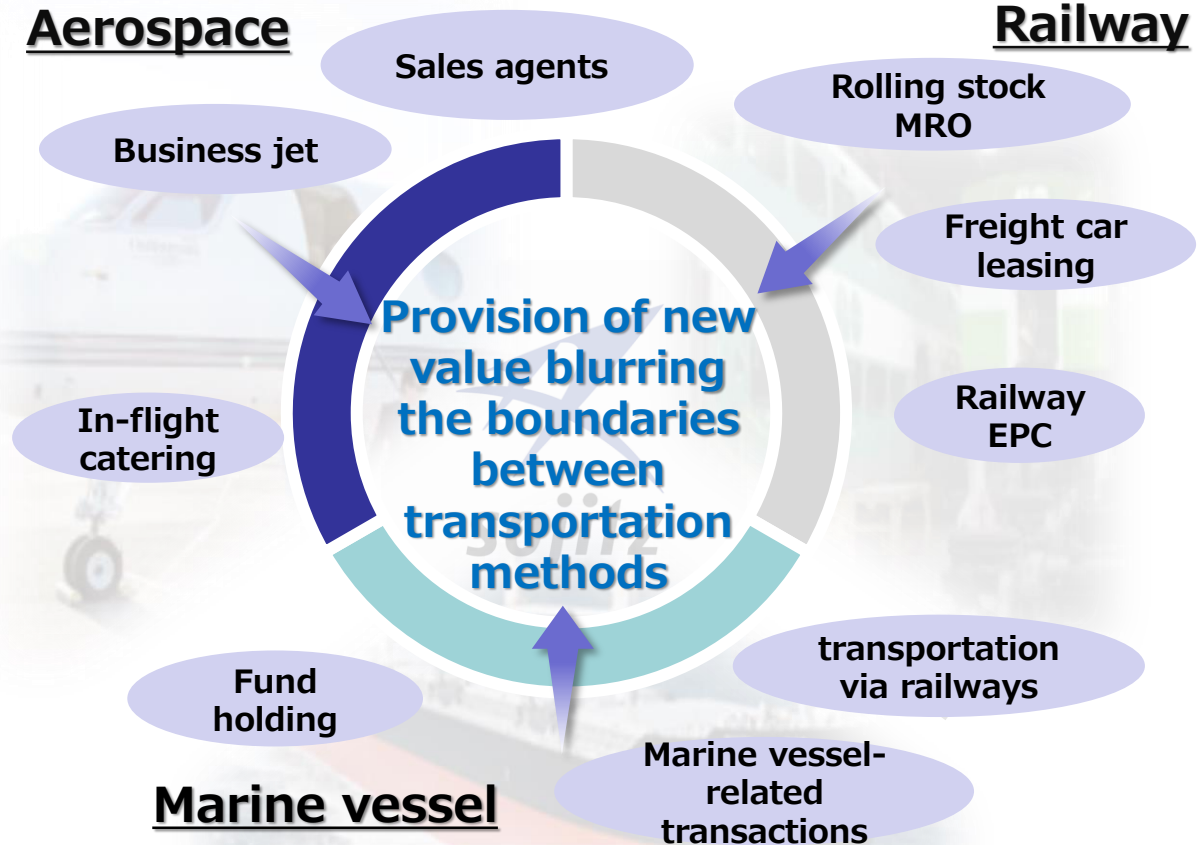 Aerospace
Railway
Sales agents
Rolling stock
MRO
Business jet
Freight car
leasing
Provision of new
value blurring
the boundaries
between
transportation
methods
sojitz
In-flight
catering
Railway
EPC
transportation
via railways
Fund
holding
Marine vessel-
related
transactions
Marine vessel